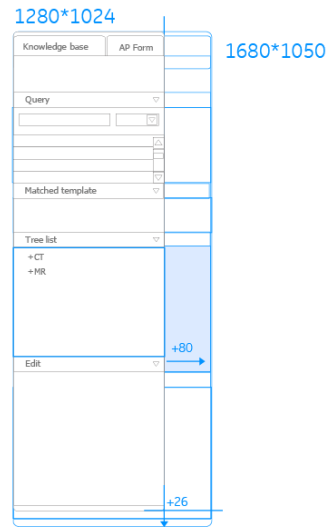 1280*1024
Knowledge base
AP Form
1680*1050
Query
Matched template
Tree list
+CT
+MR
+80
Edit
+26